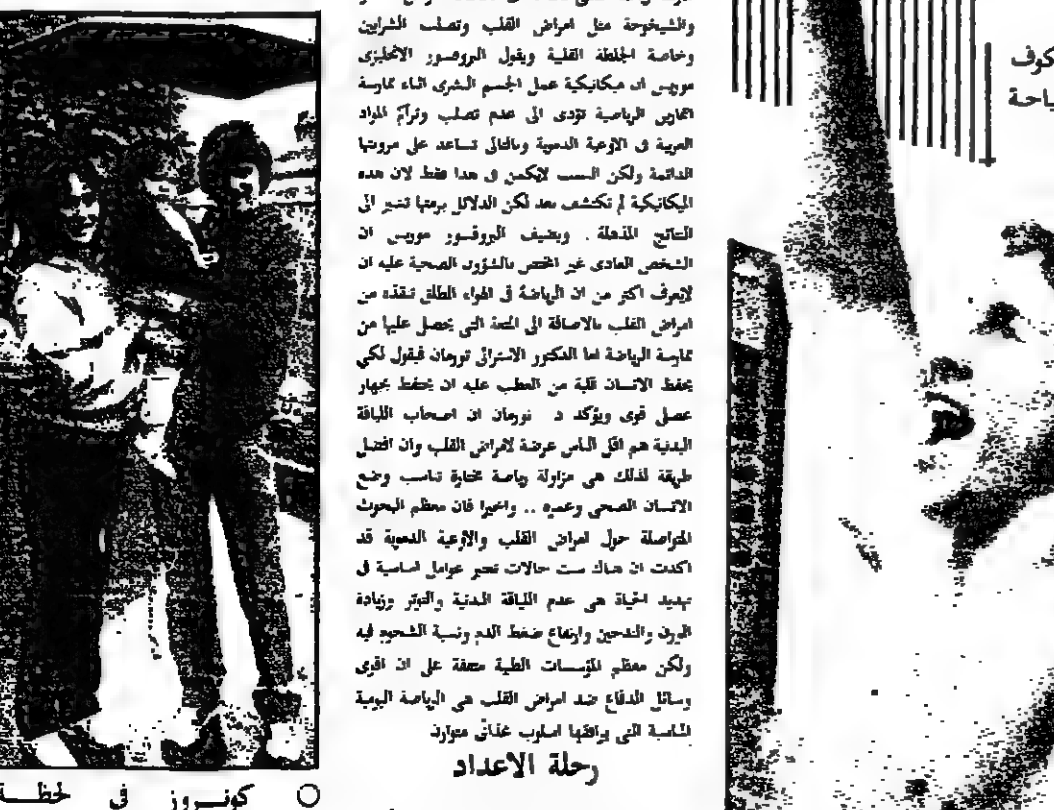 كوف
ياحة
والشيخوخة مثل امراض القلب وتصلب الشرايين
وخاصة الجلطة القلبية ويقول البروفسور الانجليزى
موريس ان ميكانيكية عمل الجسم البشرى اثناء ممارسة
التمارين الرياضية تؤدى الى عدم تصلب وتراكم المواد
الغريبة فى الاوعية الدموية وبالتالى تساعد على مرونتها
الدائمة ولكن السبب لايكمن فى هذا فقط لان هذه
الميكانيكية لم تكتشف بعد لكن الدلائل برمتها تشير الى
النتائج المذهلة . ويضيف البروفسور موريس ان
الشخص العادى غير المختص بالشؤون الصحية عليه ان
لايعرف اكثر من ان الرياضة فى الهواء الطلق تنقذه من
امراض القلب بالاضافة الى المتعة التى يحصل عليها من
ممارسة الرياضة اما الدكتور الاسترالى نورمان فيقول لكى
يحفظ الانسان قلبه من العطب عليه ان يحتفظ بجهاز
عضلى قوى ويؤكد د نورمان ان اصحاب اللياقة
البدنية هم اقل الناس عرضة لامراض القلب وان افضل
طريقة لذلك هى مزاولة رياضة مختارة تناسب وضع
الانسان الصحى وعمره .. واخيرا فان معظم البحوث
المتواصلة حول امراض القلب والاوعية الدموية قد
اكدت ان هناك ست حالات تعتبر عوامل اساسية فى
تهديد الحياة هى عدم اللياقة البدنية والتوتر وزيادة
الوزن والتدخين وارتفاع ضغط الدم ونسبة الشحوم فيه
ولكن معظم المؤسسات الطبية متفقة على ان اقوى
وسائل الدفاع ضد امراض القلب هى الرياضة اليومية
المناسبة التى يرافقها اسلوب غذائى متوازن
رحلة الاعداد
كونـروز فى لحظـة